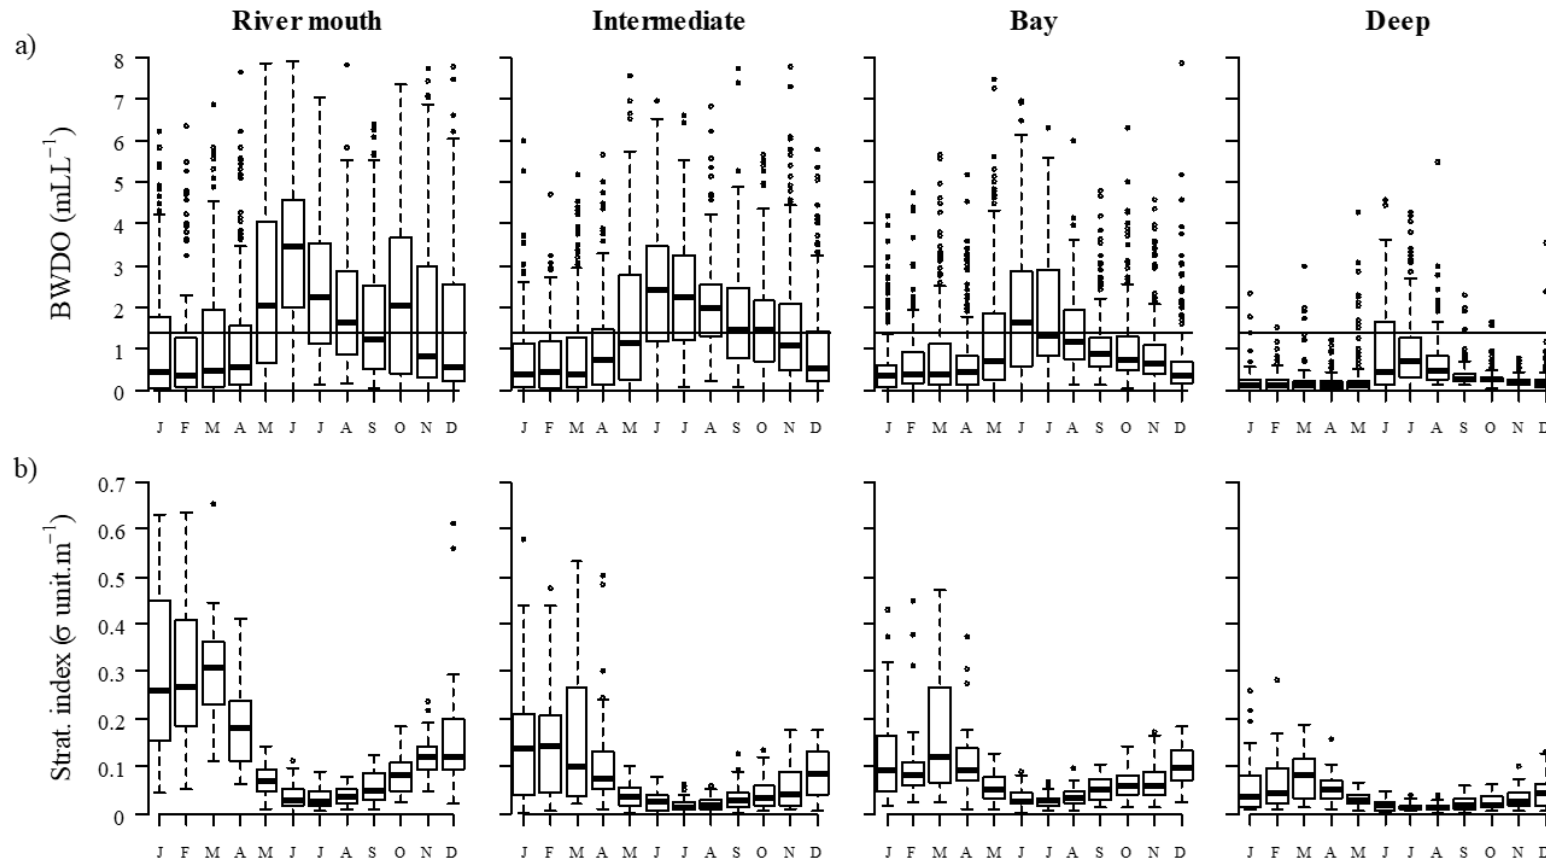 River mouth Intermediate Bay Deep
a)
BWDO (mLL⁻¹)
8
7
6
5
4
3
2
1
0
J F M A M J J A S O N D J F M A M J J A S O N D J F M A M J J A S O N D J F M A M J J A S O N D
b)
Strat. index (σ unit.m⁻¹)
0.7
0.6
0.5
0.4
0.3
0.2
0.1
0
J F M A M J J A S O N D J F M A M J J A S O N D J F M A M J J A S O N D J F M A M J J A S O N D